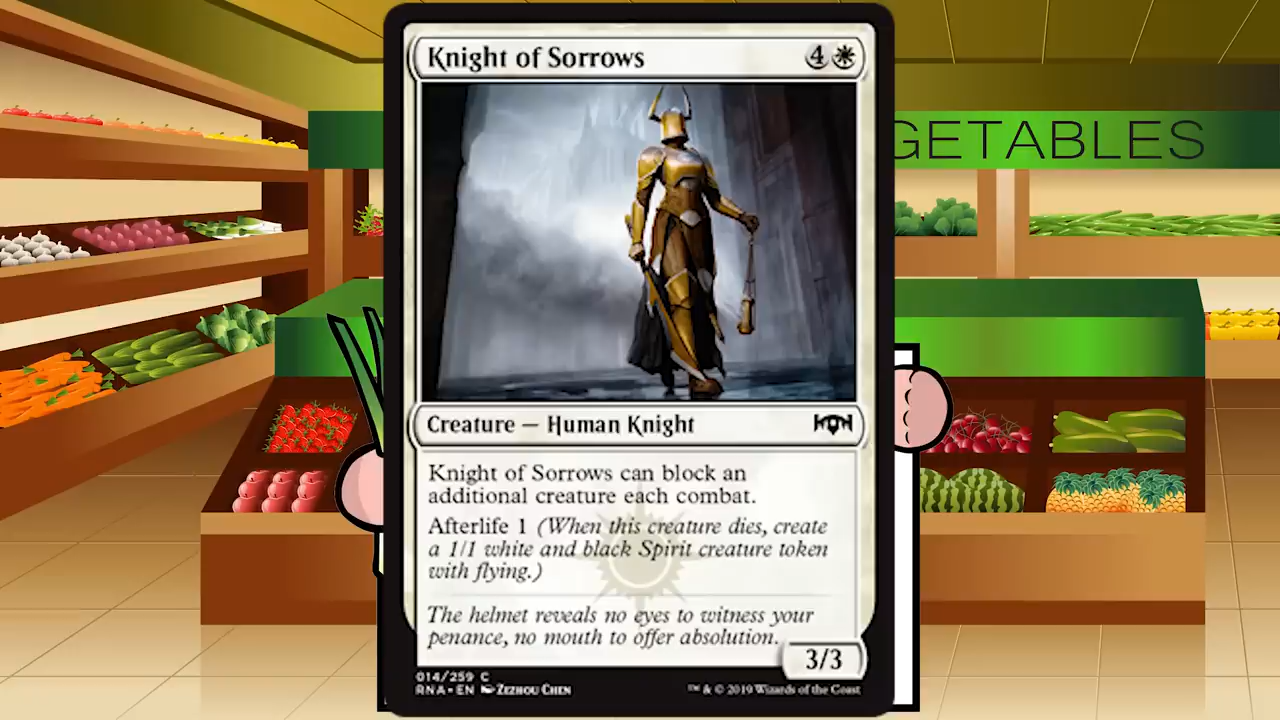 Knight of Sorrows 4
GETABLES
Creature — Human Knight
Knight of Sorrows can block an
additional creature each combat.
Afterlife 1 (When this creature dies, create
a 1/1 white and black Spirit creature token
with flying.)
The helmet reveals no eyes to witness your
penance, no mouth to offer absolution.
3/3
014/259 C
RNA • EN Zezhou Chen
™ & © 2019 Wizards of the Coast